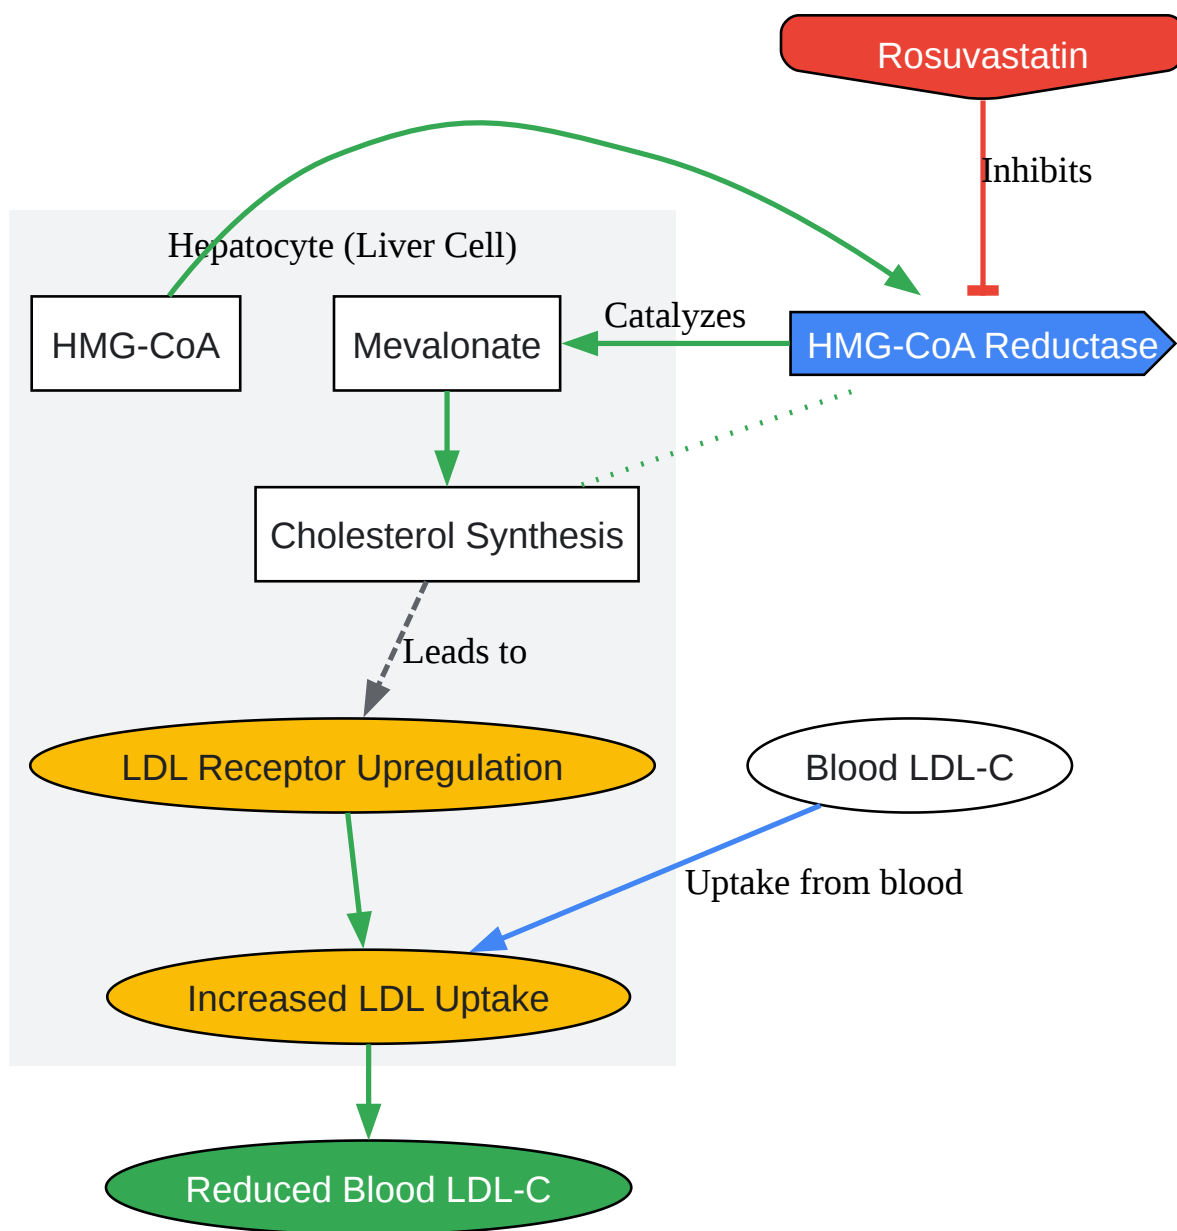 Rosuvastatin
Inhibits
Hepatocyte (Liver Cell)
HMG-CoA
Mevalonate
Catalyzes
HMG-CoA Reductase
Cholesterol Synthesis
Leads to
LDL Receptor Upregulation
Blood LDL-C
Uptake from blood
Increased LDL Uptake
Reduced Blood LDL-C